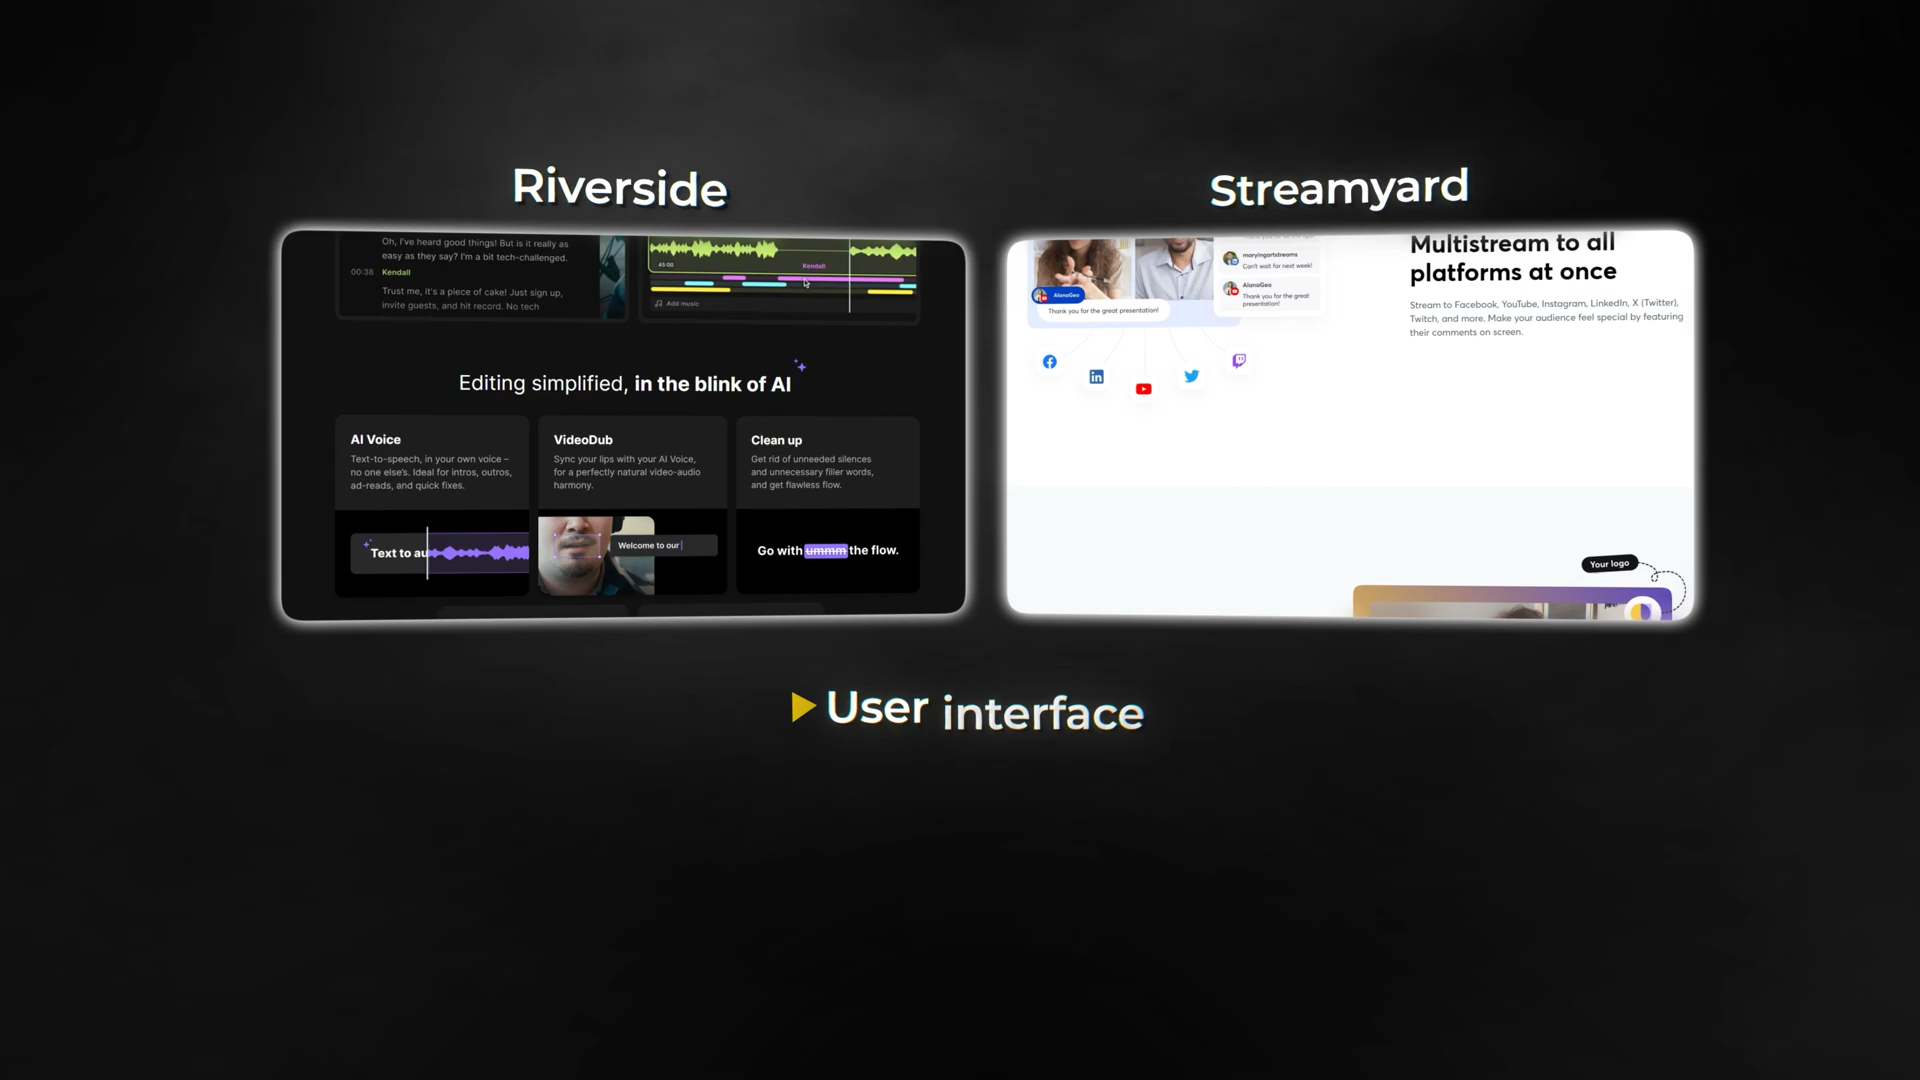 Riverside
Streamyard
Oh, I've heard good things! But is it really as
easy as they say? I'm a bit tech-challenged.
00:38 Kendall
Trust me, it's a piece of cake! Just sign up,
invite guests, and hit record. No tech
45:00
Kendall
Add music
Editing simplified, in the blink of AI
AI Voice
Text-to-speech, in your own voice –
no one else's. Ideal for intros, outros,
ad-reads, and quick fixes.
Text to au
VideoDub
Sync your lips with your AI Voice,
for a perfectly natural video-audio
harmony.
Welcome to our
Clean up
Get rid of unneeded silences
and unnecessary filler words,
and get flawless flow.
Go with ummm the flow.
AlanaGeo
Thank you for the great presentation!
maryingartstreams
Can't wait for next week!
AlanaGeo
Thank you for the great
presentation!
Multistream to all
platforms at once
Stream to Facebook, YouTube, Instagram, LinkedIn, X (Twitter),
Twitch, and more. Make your audience feel special by featuring
their comments on screen.
Your logo
User interface